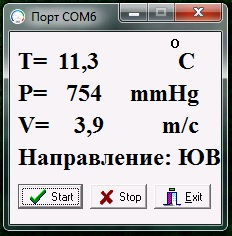 Порт COM6
T= 11,3 °C
P= 754 mmHg
V= 3,9 m/c
Направление: ЮВ
Start Stop Exit